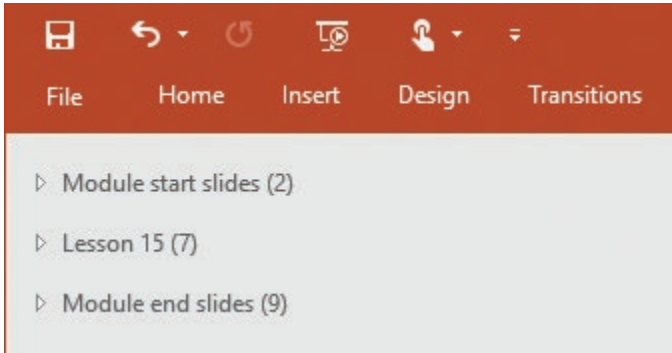 File Home Insert Design Transitions
Module start slides (2)
Lesson 15 (7)
Module end slides (9)